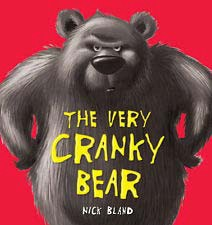 THE VERY
CRANKY
BEAR
NICK BLAND